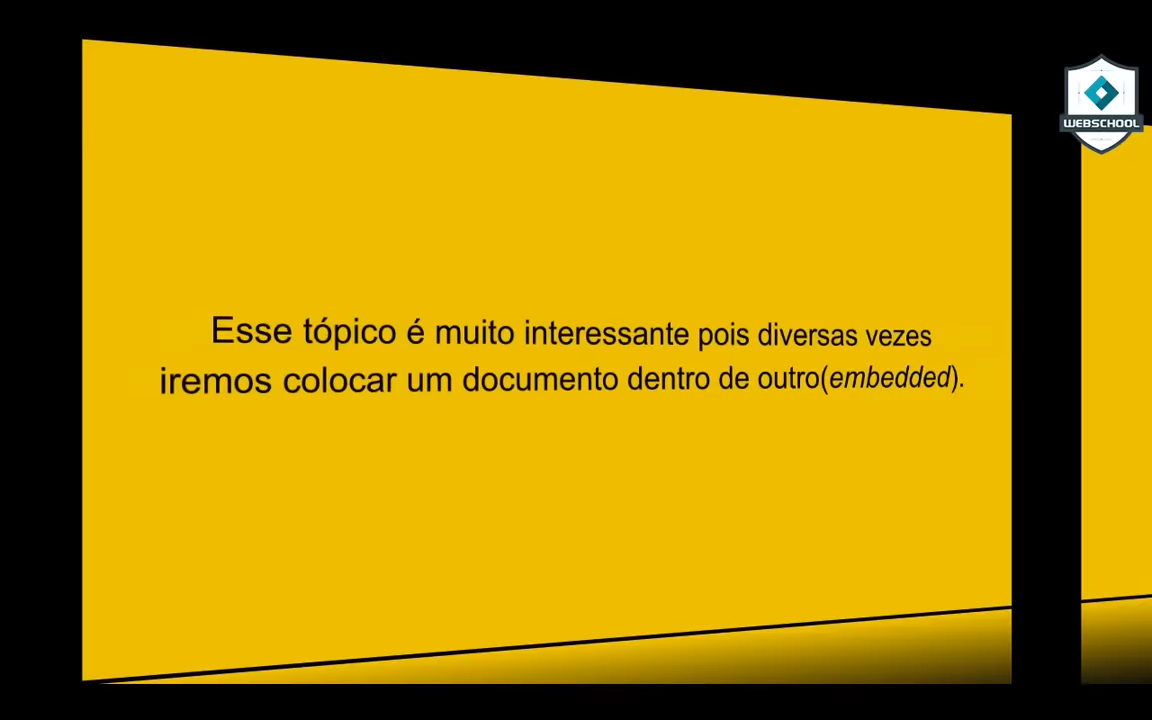 WEBSCHOOL
Esse tópico é muito interessante pois diversas vezes
iremos colocar um documento dentro de outro(embedded).